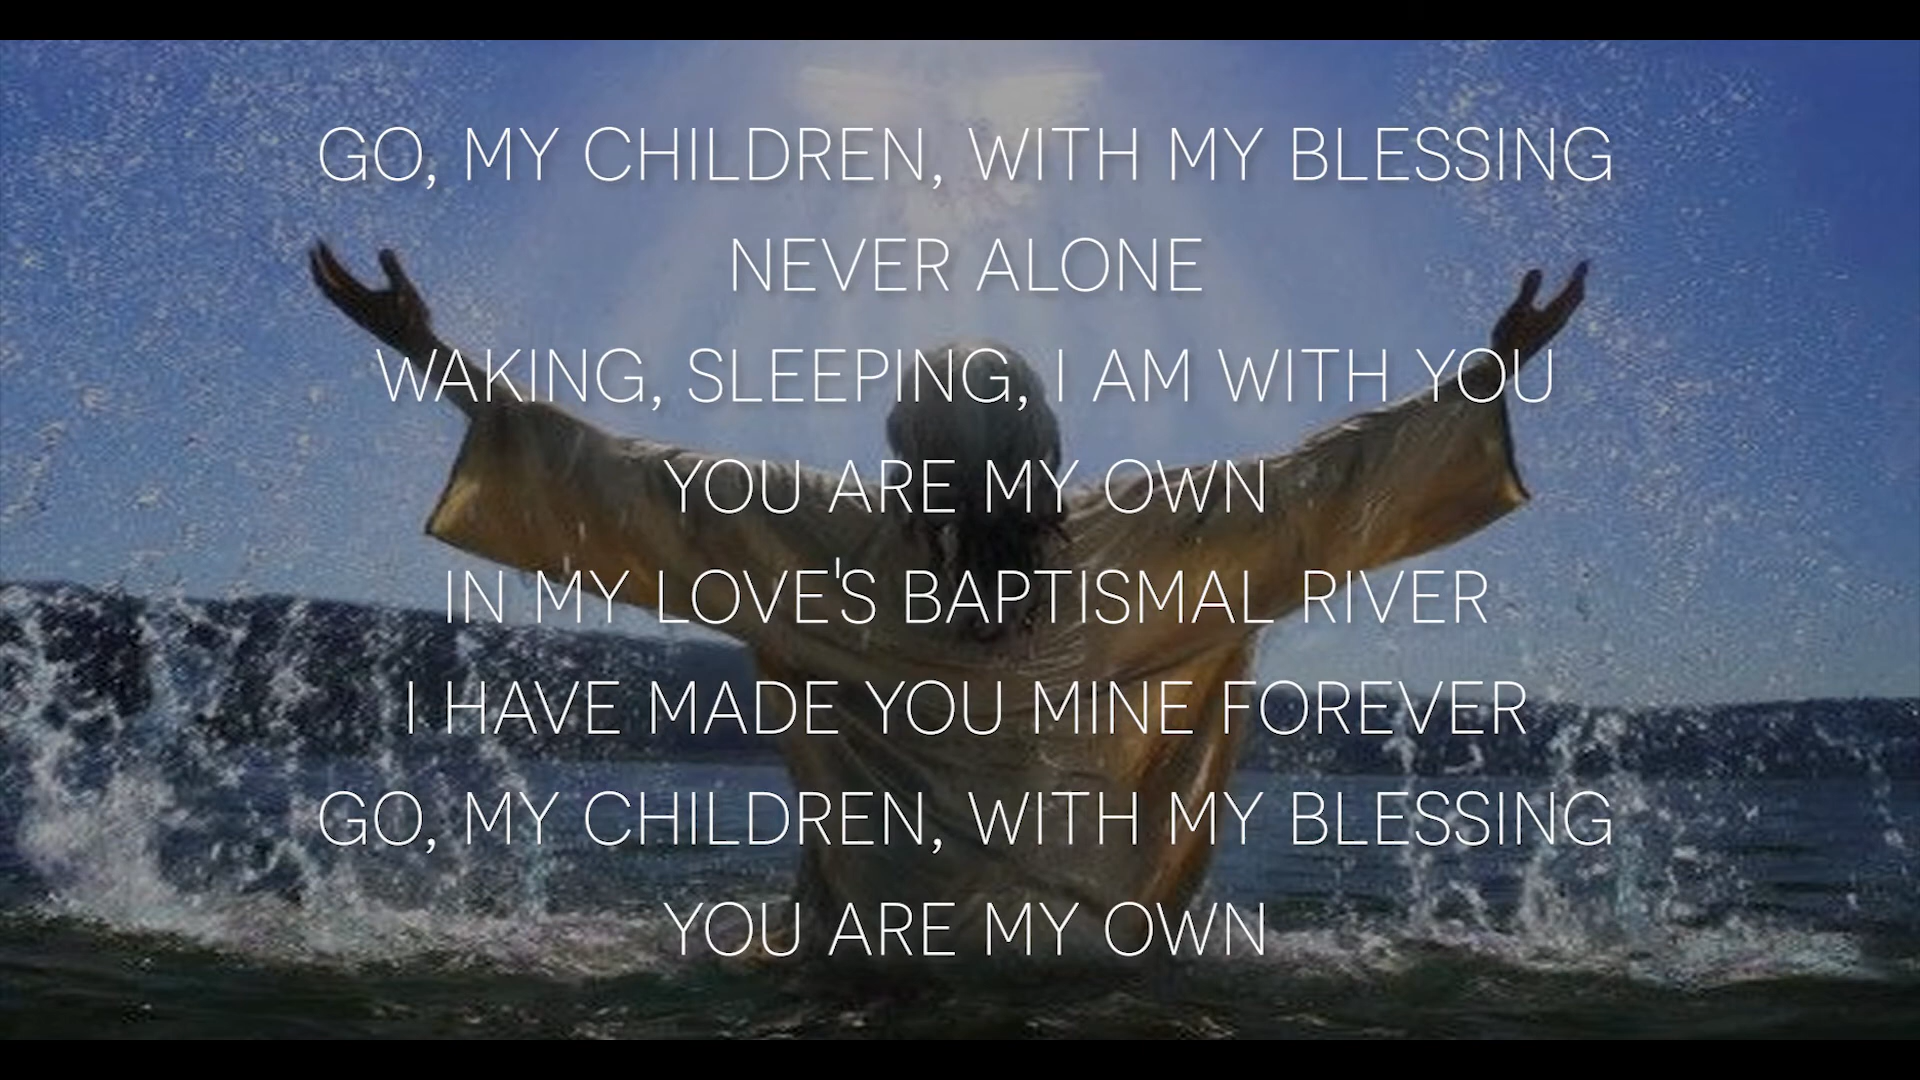 GO, MY CHILDREN, WITH MY BLESSING
NEVER ALONE
WAKING, SLEEPING, I AM WITH YOU
YOU ARE MY OWN
IN MY LOVE'S BAPTISMAL RIVER
I HAVE MADE YOU MINE FOREVER
GO, MY CHILDREN, WITH MY BLESSING
YOU ARE MY OWN